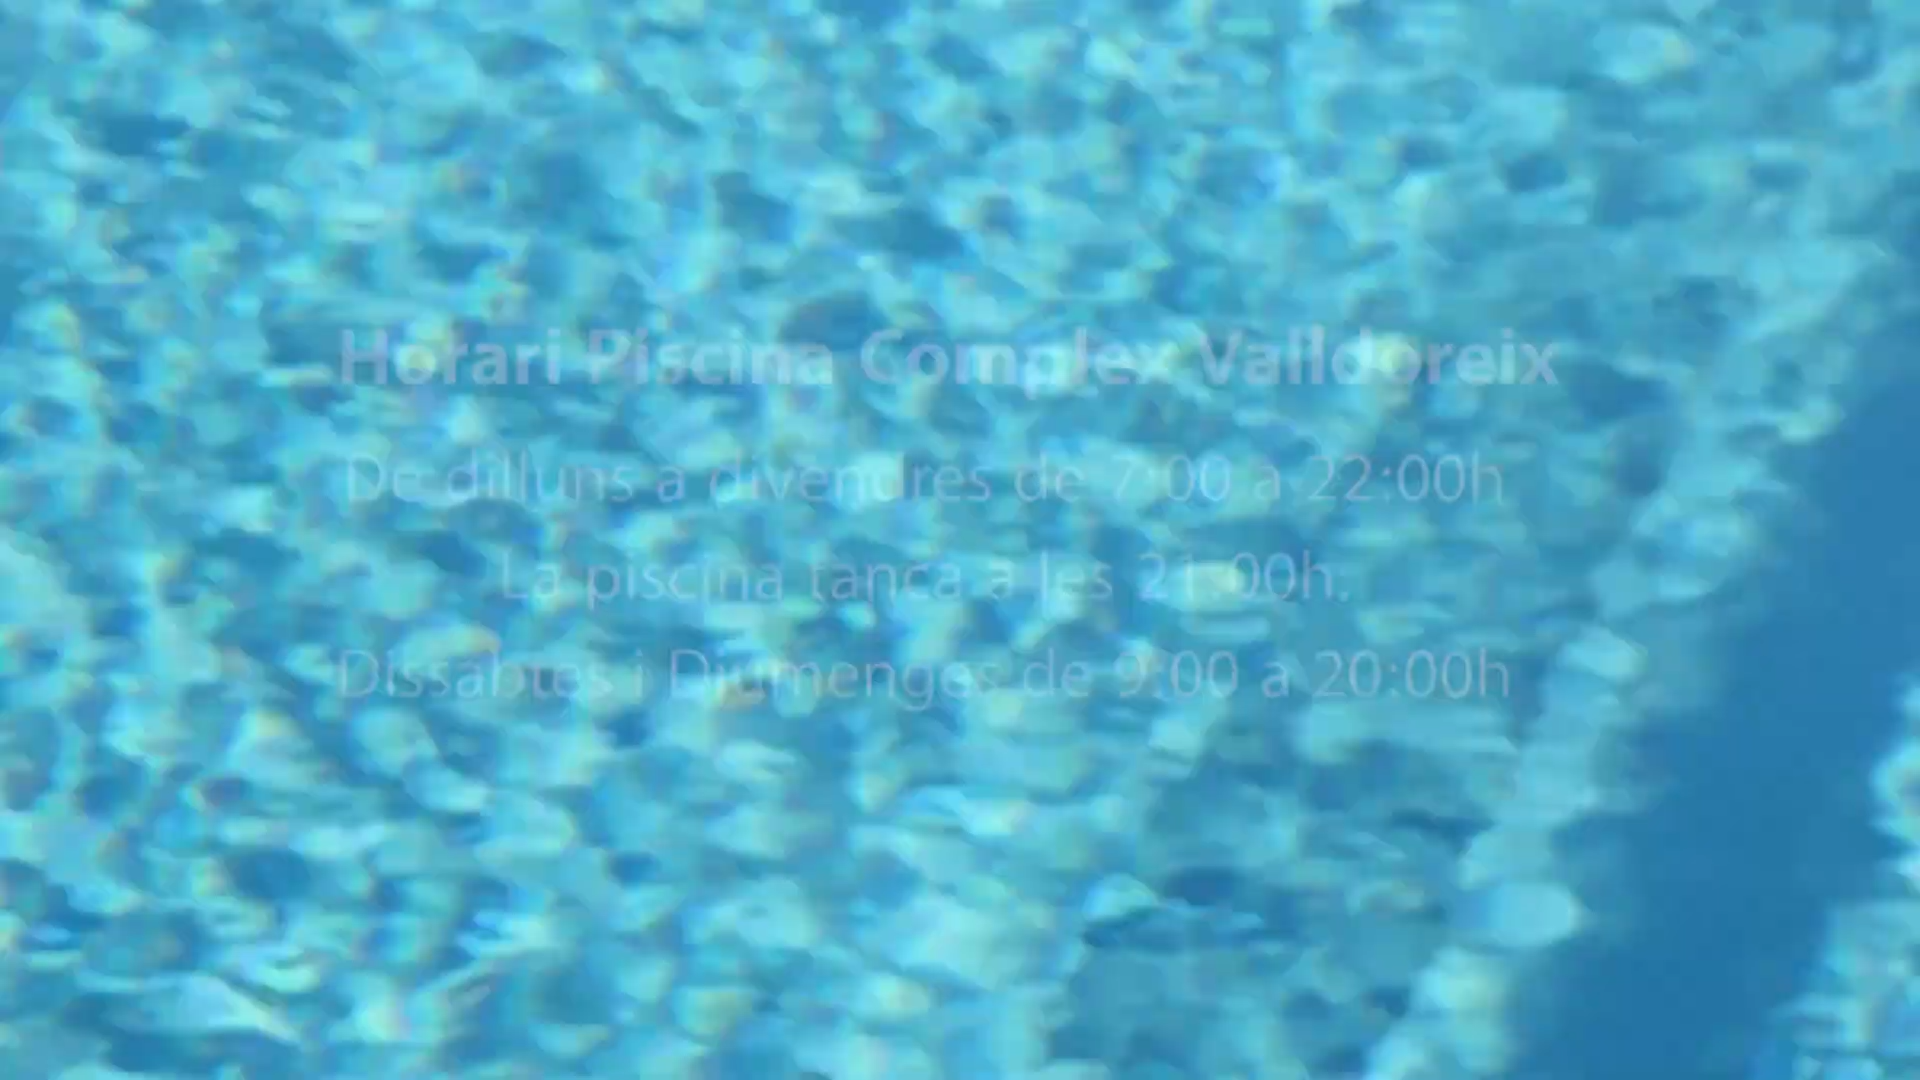 Horari Piscina Complex Valldoreix
De dilluns a divendres de 7:00 a 22:00h
La piscina tanca a les 21:00h.
Dissabtes i Diumenges de 9:00 a 20:00h